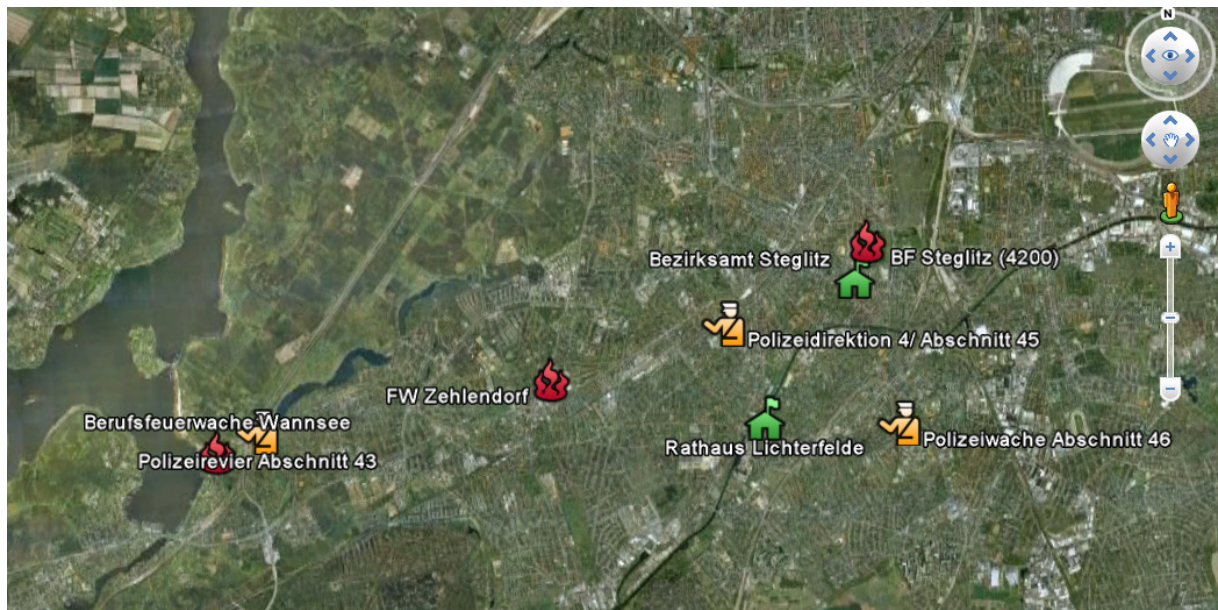 N
Bezirksamt Steglitz
BF Steglitz (4200)
Polizeidirektion 4/ Abschnitt 45
FW Zehlendorf
Berufsfeuerwache Wannsee
Polizeirevier Abschnitt 43
Rathaus Lichterfelde
Polizeiwache Abschnitt 46